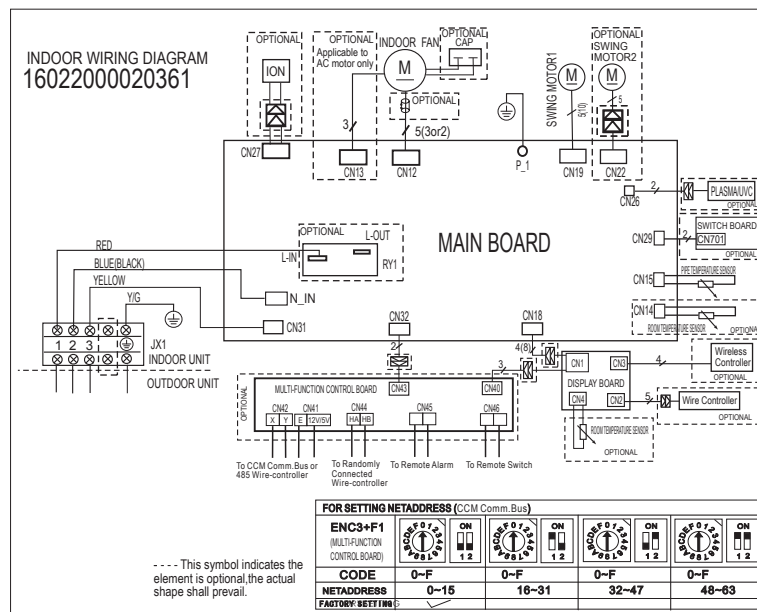 INDOOR WIRING DIAGRAM
16022000020361
OPTIONAL
ION
CN27
OPTIONAL
Applicable to
AC motor only
3
CN13
INDOOR FAN
M
OPTIONAL
CAP
OPTIONAL
5(3or2)
CN12
P_1
SWING MOTOR1
M
5(10)
CN19
OPTIONAL
SWING
MOTOR2
M
5
CN22
CN26
2
PLASMA/UVC
OPTIONAL
CN29
2
SWITCH BOARD
CN701
OPTIONAL
CN15
PIPE TEMPERATURE SENSOR
CN14
ROOM TEMPERATURE SENSOR
OPTIONAL
OPTIONAL
L-OUT
L-IN
RY1
MAIN BOARD
RED
BLUE(BLACK)
YELLOW
Y/G
N_IN
CN31
1 2 3
JX1
INDOOR UNIT
OUTDOOR UNIT
CN32
2
CN18
4(8)
3
OPTIONAL
MULTI-FUNCTION CONTROL BOARD
CN43
CN40
CN42
X Y
CN41
E 12V/5V
CN44
HA HB
CN45
CN46
To CCM Comm.Bus or
485 Wire-controller
To Randomly
Connected
Wire-controller
To Remote Alarm
To Remote Switch
CN1
CN3
DISPLAY BOARD
CN4
CN2
4
Wireless
Controller
OPTIONAL
5
Wire Controller
OPTIONAL
ROOM TEMPERATURE SENSOR
OPTIONAL
- - - - This symbol indicates the
element is optional,the actual
shape shall prevail.
FOR SETTING NETADDRESS (CCM Comm.Bus)
ENC3+F1
(MULTI-FUNCTION
CONTROL BOARD)
0123456789ABCDEF ON 1 2
0123456789ABCDEF ON 1 2
0123456789ABCDEF ON 1 2
0123456789ABCDEF ON 1 2
CODE 0~F 0~F 0~F 0~F
NETADDRESS 0~15 16~31 32~47 48~63
FACTORY SETTING